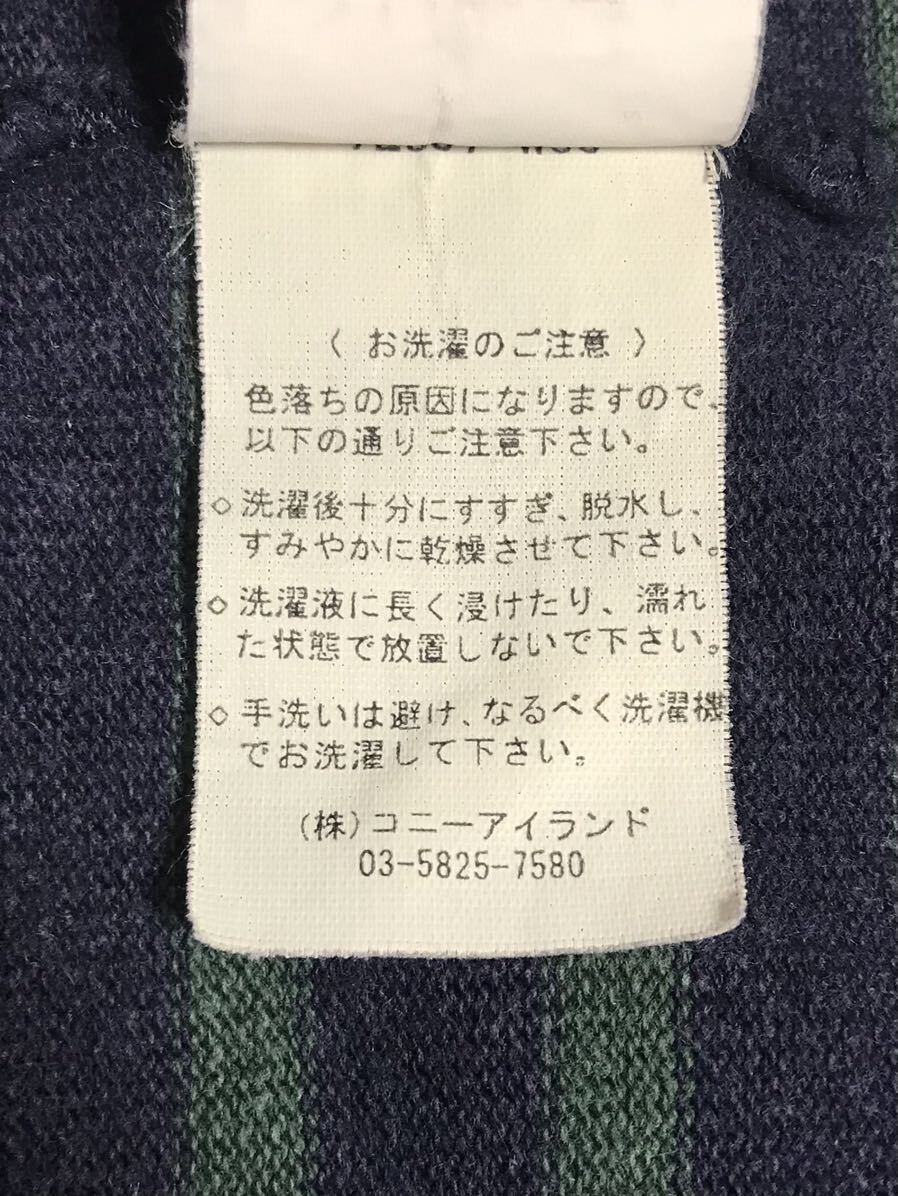 〈 お洗濯のご注意 〉
色落ちの原因になりますので、
以下の通りご注意下さい。
◇洗濯後十分にすすぎ、脱水し、
すみやかに乾燥させて下さい。
◇洗濯液に長く浸けたり、濡れ
た状態で放置しないで下さい。
◇手洗いは避け、なるべく洗濯機
でお洗濯して下さい。
(株)コニーアイランド
03-5825-7580